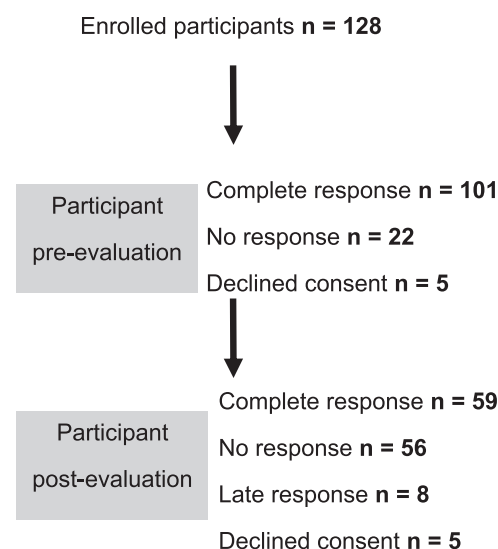 Enrolled participants n = 128
Participant
pre-evaluation
Complete response n = 101
No response n = 22
Declined consent n = 5
Participant
post-evaluation
Complete response n = 59
No response n = 56
Late response n = 8
Declined consent n = 5